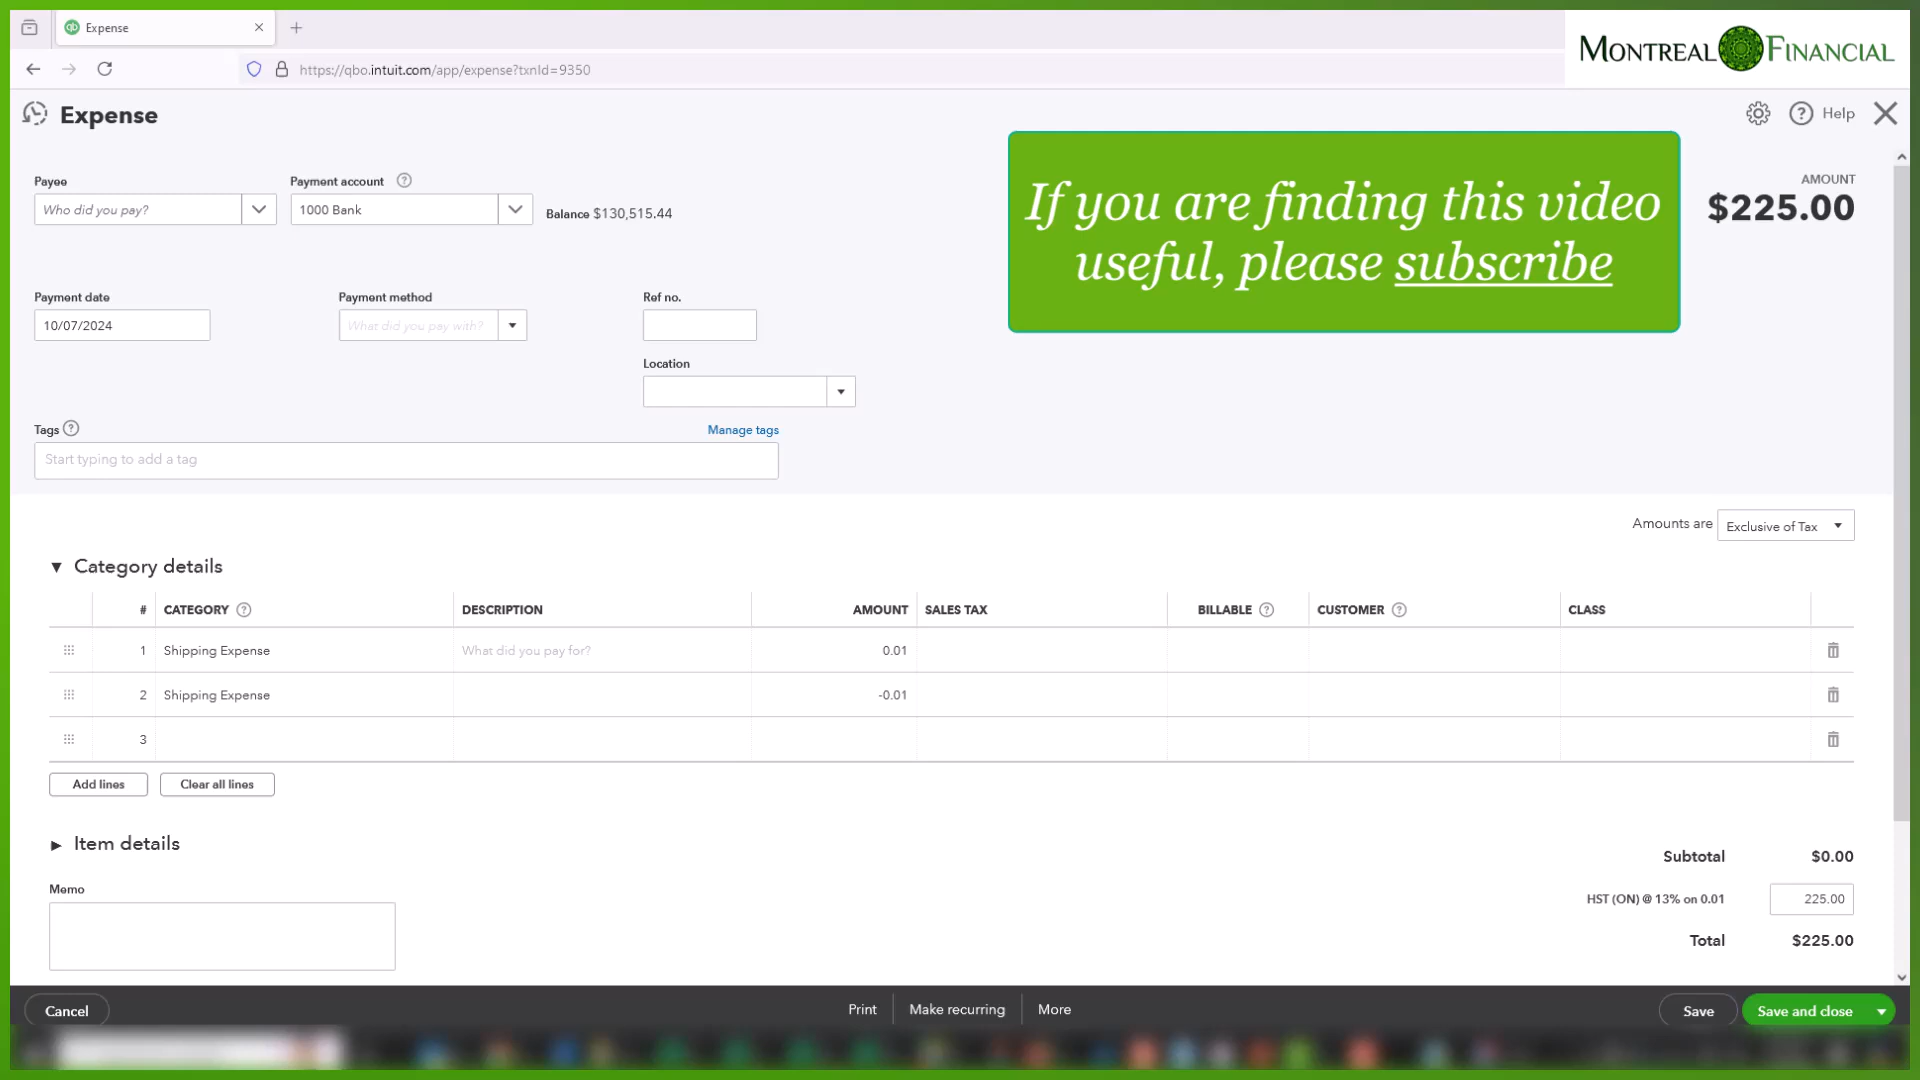 Expense
https://qbo.intuit.com/app/expense?txnId=9350
MONTREAL FINANCIAL
Expense
Help
If you are finding this video
useful, please subscribe
AMOUNT
$225.00
Payee
Payment account
Who did you pay?
1000 Bank
Balance $130,515.44
Payment date
Payment method
Ref no.
10/07/2024
What did you pay with?
Location
Tags
Manage tags
Start typing to add a tag
Amounts are
Exclusive of Tax
Category details
# CATEGORY DESCRIPTION AMOUNT SALES TAX BILLABLE CUSTOMER CLASS
1 Shipping Expense What did you pay for? 0.01
2 Shipping Expense -0.01
3
Add lines
Clear all lines
Item details
Subtotal $0.00
Memo
HST (ON) @ 13% on 0.01 225.00
Total $225.00
Cancel
Print
Make recurring
More
Save
Save and close